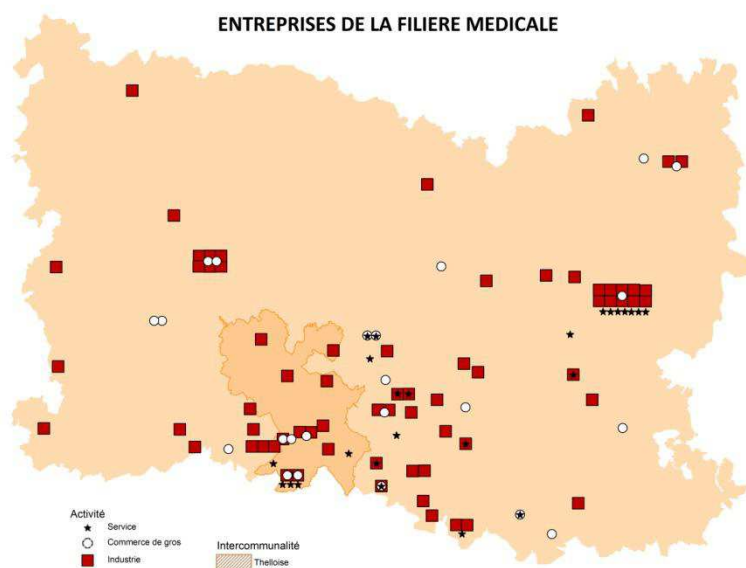 ENTREPRISES DE LA FILIERE MEDICALE
Activité
Service
Commerce de gros
Industrie
Intercommunalité
Thelloise